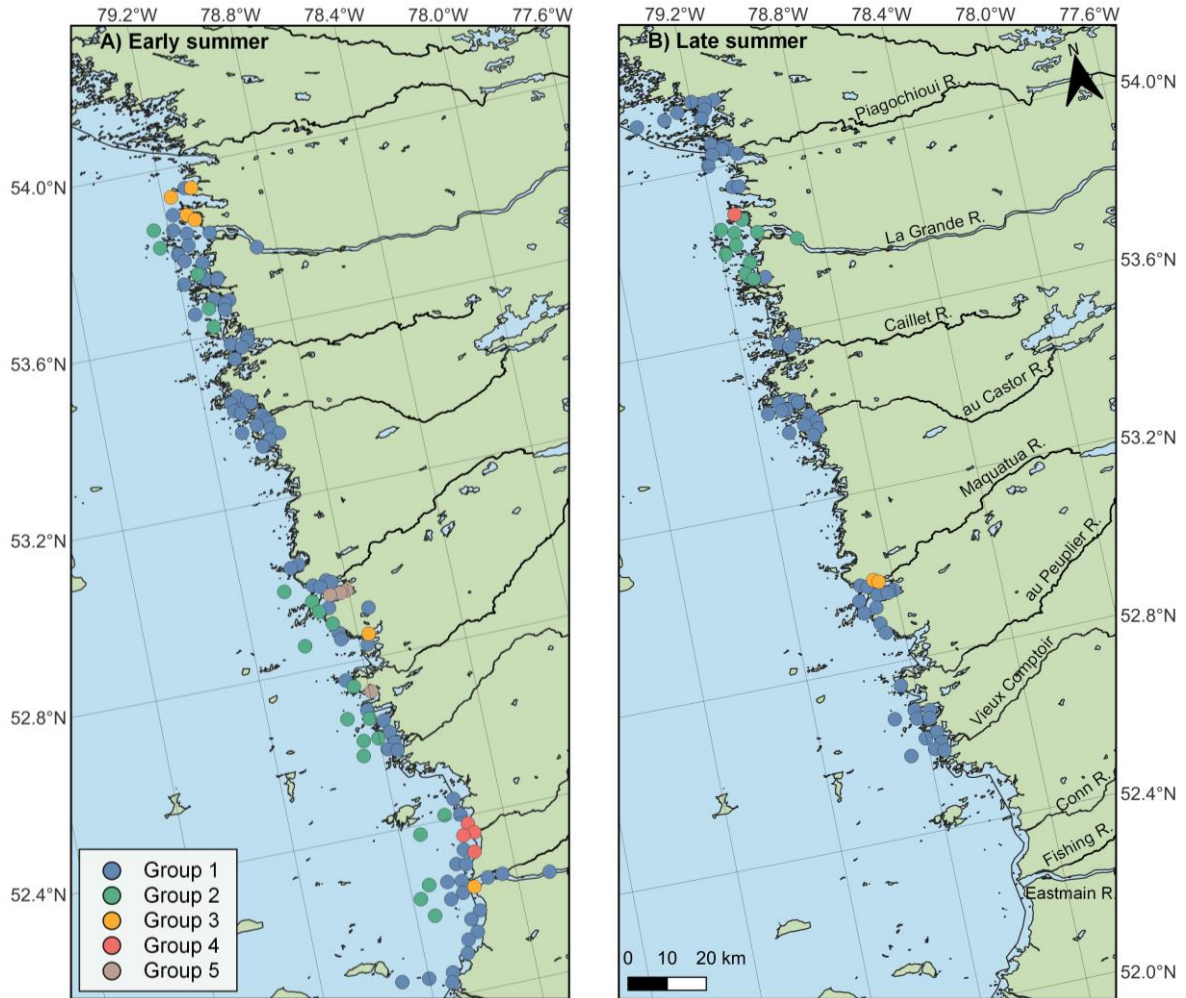 79.2°W 78.8°W 78.4°W 78.0°W 77.6°W
79.2°W 78.8°W 78.4°W 78.0°W 77.6°W
A) Early summer
B) Late summer
N
54.0°N
53.6°N
53.2°N
52.8°N
52.4°N
54.0°N
53.6°N
53.2°N
52.8°N
52.4°N
52.0°N
Piagochioui R.
La Grande R.
Caillet R.
au Castor R.
Maquatua R.
au Peuplier R.
Vieux Comptoir
Conn R.
Fishing R.
Eastmain R.
Group 1
Group 2
Group 3
Group 4
Group 5
0 10 20 km